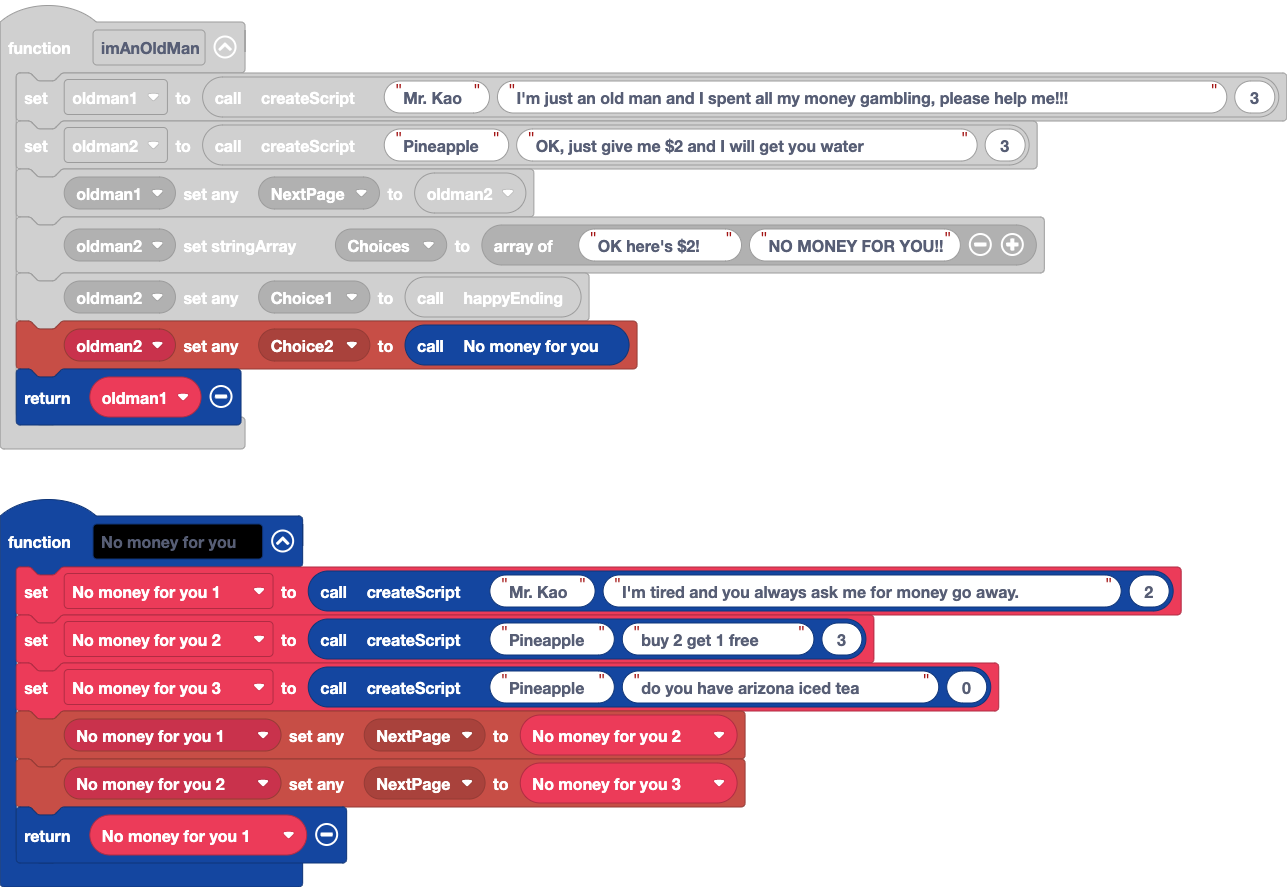 function imAnOldMan
set oldman1 to call createScript "Mr. Kao" "I'm just an old man and I spent all my money gambling, please help me!!!" 3
set oldman2 to call createScript "Pineapple" "OK, just give me $2 and I will get you water" 3
oldman1 set any NextPage to oldman2
oldman2 set stringArray Choices to array of "OK here's $2!" "NO MONEY FOR YOU!!"
oldman2 set any Choice1 to call happyEnding
oldman2 set any Choice2 to call No money for you
return oldman1
function No money for you
set No money for you 1 to call createScript "Mr. Kao" "I'm tired and you always ask me for money go away." 2
set No money for you 2 to call createScript "Pineapple" "buy 2 get 1 free" 3
set No money for you 3 to call createScript "Pineapple" "do you have arizona iced tea" 0
No money for you 1 set any NextPage to No money for you 2
No money for you 2 set any NextPage to No money for you 3
return No money for you 1